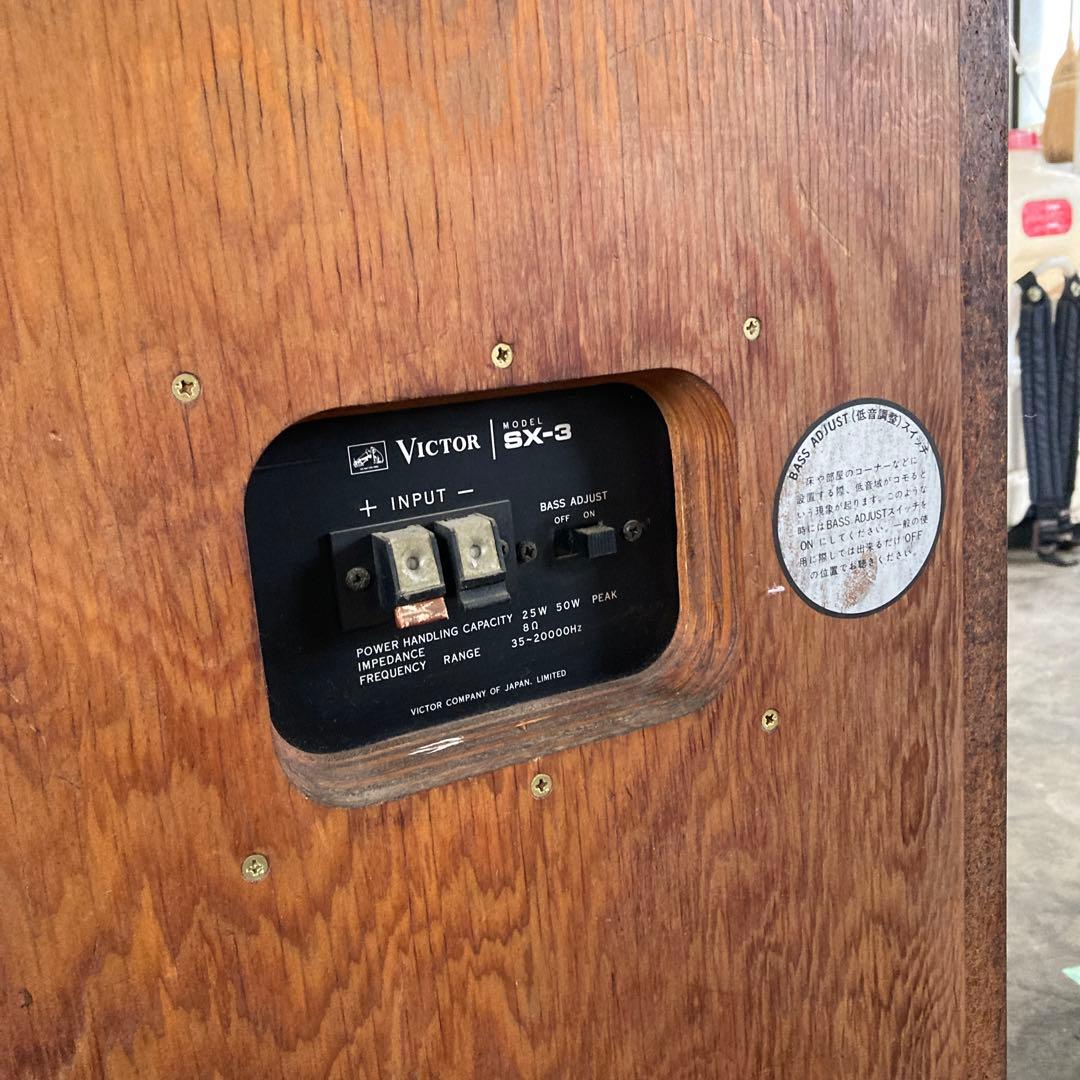 VICTOR
MODEL
SX-3
+ INPUT −
BASS ADJUST
OFF ON
POWER HANDLING CAPACITY 25W 50W PEAK
IMPEDANCE 8Ω
FREQUENCY RANGE 35~20000Hz
VICTOR COMPANY OF JAPAN, LIMITED
BASS ADJUST (低音調整) スイッチ
床や部屋のコーナーなどに
設置する際、低音域がコモると
いう現象が起ります。このような
時にはBASS ADJUSTスイッチを
ONにしてください。一般の使
用に際しては出来るだけOFF
の位置でお聴きください。